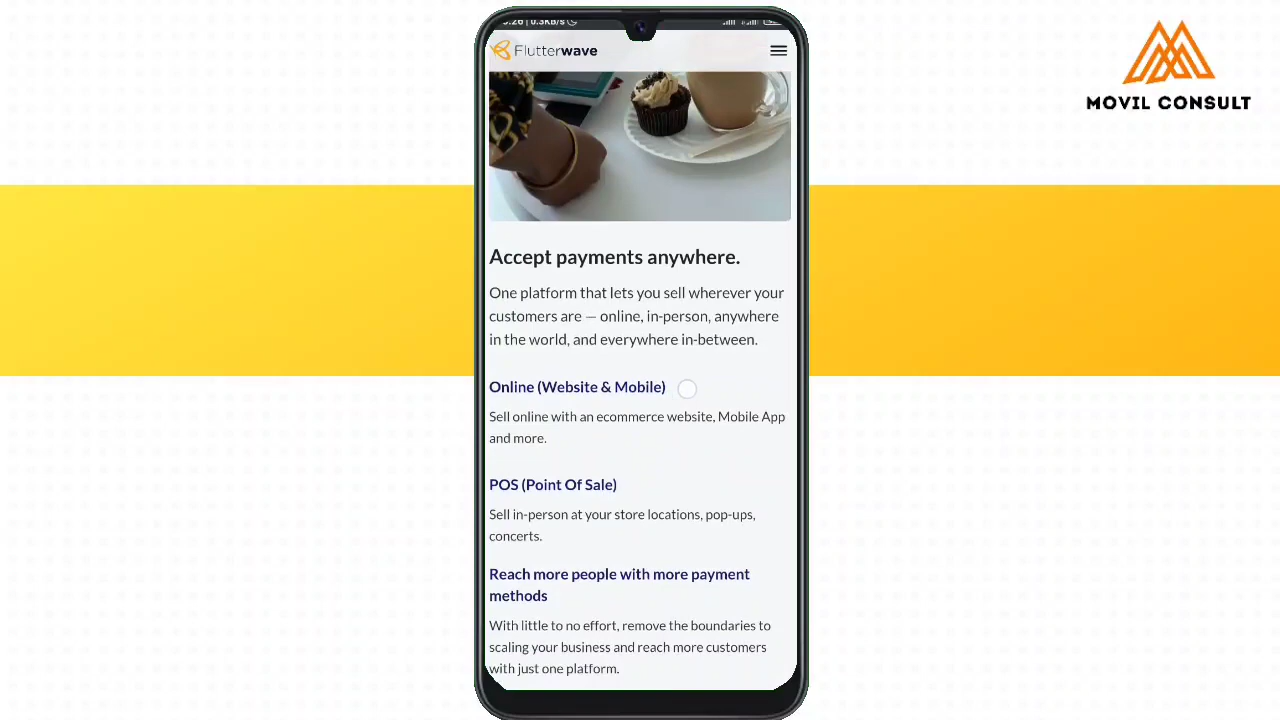 0.3KB/s
Flutterwave
MOVIL CONSULT
Accept payments anywhere.
One platform that lets you sell wherever your
customers are — online, in-person, anywhere
in the world, and everywhere in-between.
Online (Website & Mobile)
Sell online with an ecommerce website, Mobile App
and more.
POS (Point Of Sale)
Sell in-person at your store locations, pop-ups,
concerts.
Reach more people with more payment
methods
With little to no effort, remove the boundaries to
scaling your business and reach more customers
with just one platform.